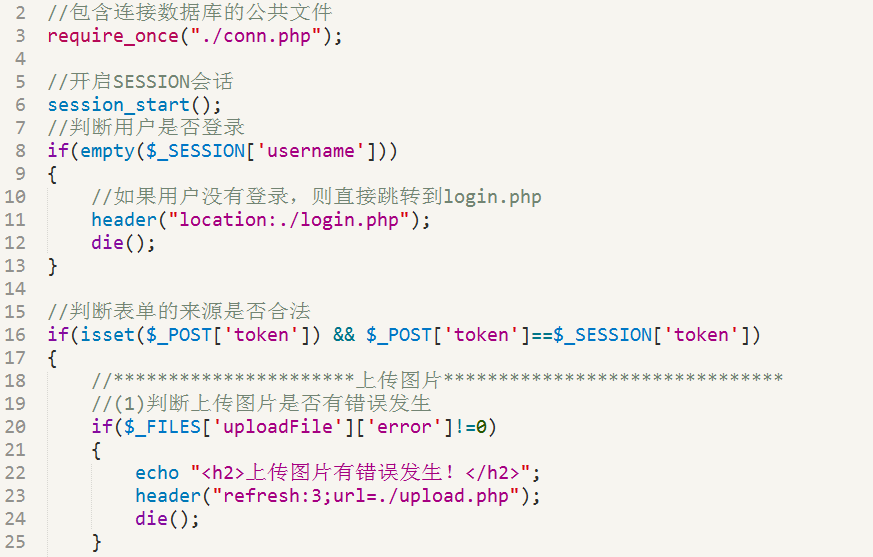 2 //包含连接数据库的公共文件
3 require_once("./conn.php");
4
5 //开启SESSION会话
6 session_start();
7 //判断用户是否登录
8 if(empty($_SESSION['username']))
9 {
10     //如果用户没有登录，则直接跳转到login.php
11     header("location:./login.php");
12     die();
13 }
14
15 //判断表单的来源是否合法
16 if(isset($_POST['token']) && $_POST['token']==$_SESSION['token'])
17 {
18     //**********************上传图片*******************************
19     //(1)判断上传图片是否有错误发生
20     if($_FILES['uploadFile']['error']!=0)
21     {
22         echo "<h2>上传图片有错误发生！</h2>";
23         header("refresh:3;url=./upload.php");
24         die();
25     }